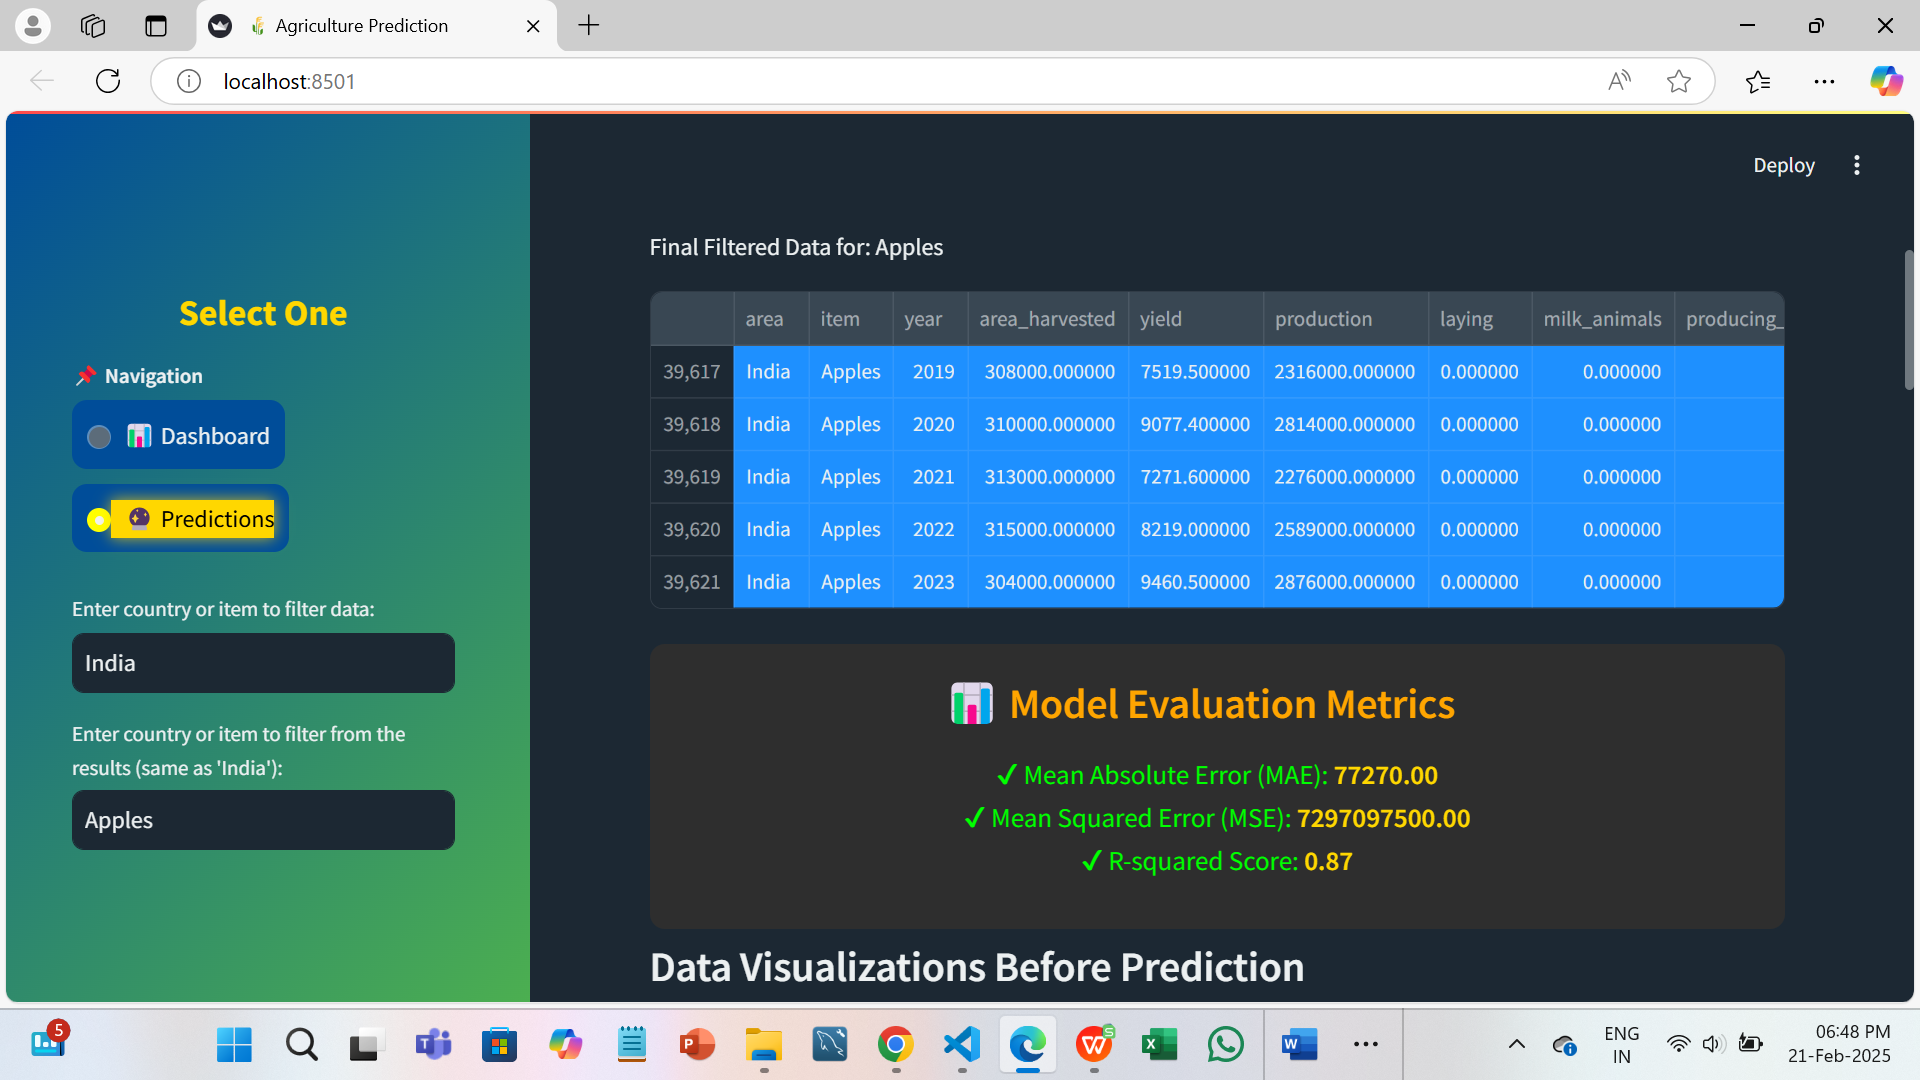 Agriculture Prediction
localhost:8501
Deploy
Select One
Navigation
Dashboard
Predictions
Enter country or item to filter data:
India
Enter country or item to filter from the
results (same as 'India'):
Apples
Final Filtered Data for: Apples
area item year area_harvested yield production laying milk_animals producing_
39,617 India Apples 2019 308000.000000 7519.500000 2316000.000000 0.000000 0.000000
39,618 India Apples 2020 310000.000000 9077.400000 2814000.000000 0.000000 0.000000
39,619 India Apples 2021 313000.000000 7271.600000 2276000.000000 0.000000 0.000000
39,620 India Apples 2022 315000.000000 8219.000000 2589000.000000 0.000000 0.000000
39,621 India Apples 2023 304000.000000 9460.500000 2876000.000000 0.000000 0.000000
Model Evaluation Metrics
✓ Mean Absolute Error (MAE): 77270.00
✓ Mean Squared Error (MSE): 7297097500.00
✓ R-squared Score: 0.87
Data Visualizations Before Prediction
5
ENG
IN
06:48 PM
21-Feb-2025